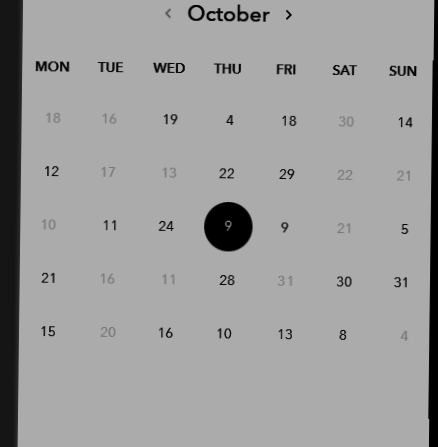 ‹ October ›
MON TUE WED THU FRI SAT SUN
18 16 19 4 18 30 14
12 17 13 22 29 22 21
10 11 24 9 9 21 5
21 16 11 28 31 30 31
15 20 16 10 13 8 4